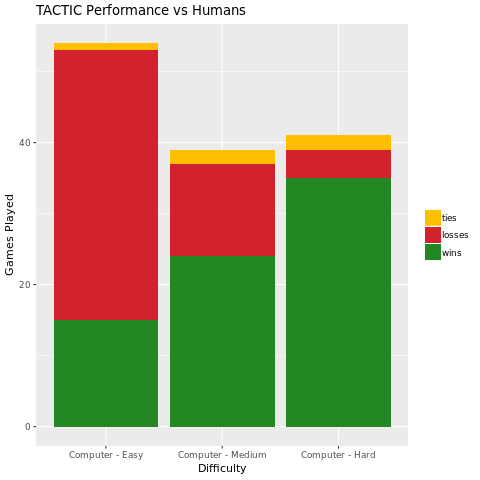 TACTIC Performance vs Humans
Games Played
40
20
0
Computer - Easy
Computer - Medium
Computer - Hard
Difficulty
ties
losses
wins